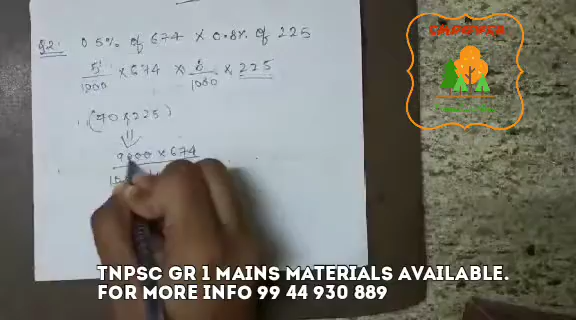 Q2. 0.5% of 674 × 0.8% of 225
5/1000 × 674 × 8/1000 × 225
(40 × 225)
9000 × 674
CHOOVEE
TNPSC GR 1 MAINS MATERIALS AVAILABLE.
FOR MORE INFO 99 44 930 889